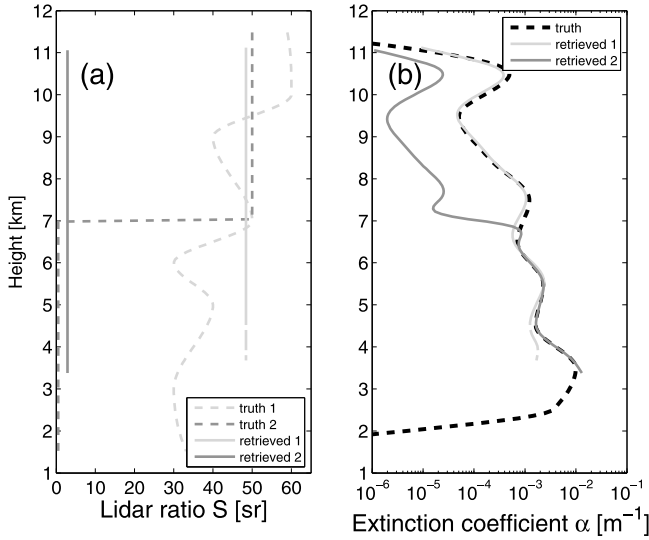 12
11
10
9
8
7
6
5
4
3
2
1
Height [km]
(a)
truth 1
truth 2
retrieved 1
retrieved 2
0 10 20 30 40 50 60
Lidar ratio S [sr]
12
11
10
9
8
7
6
5
4
3
2
1
(b)
truth
retrieved 1
retrieved 2
10⁻⁶ 10⁻⁵ 10⁻⁴ 10⁻³ 10⁻² 10⁻¹
Extinction coefficient α [m⁻¹]